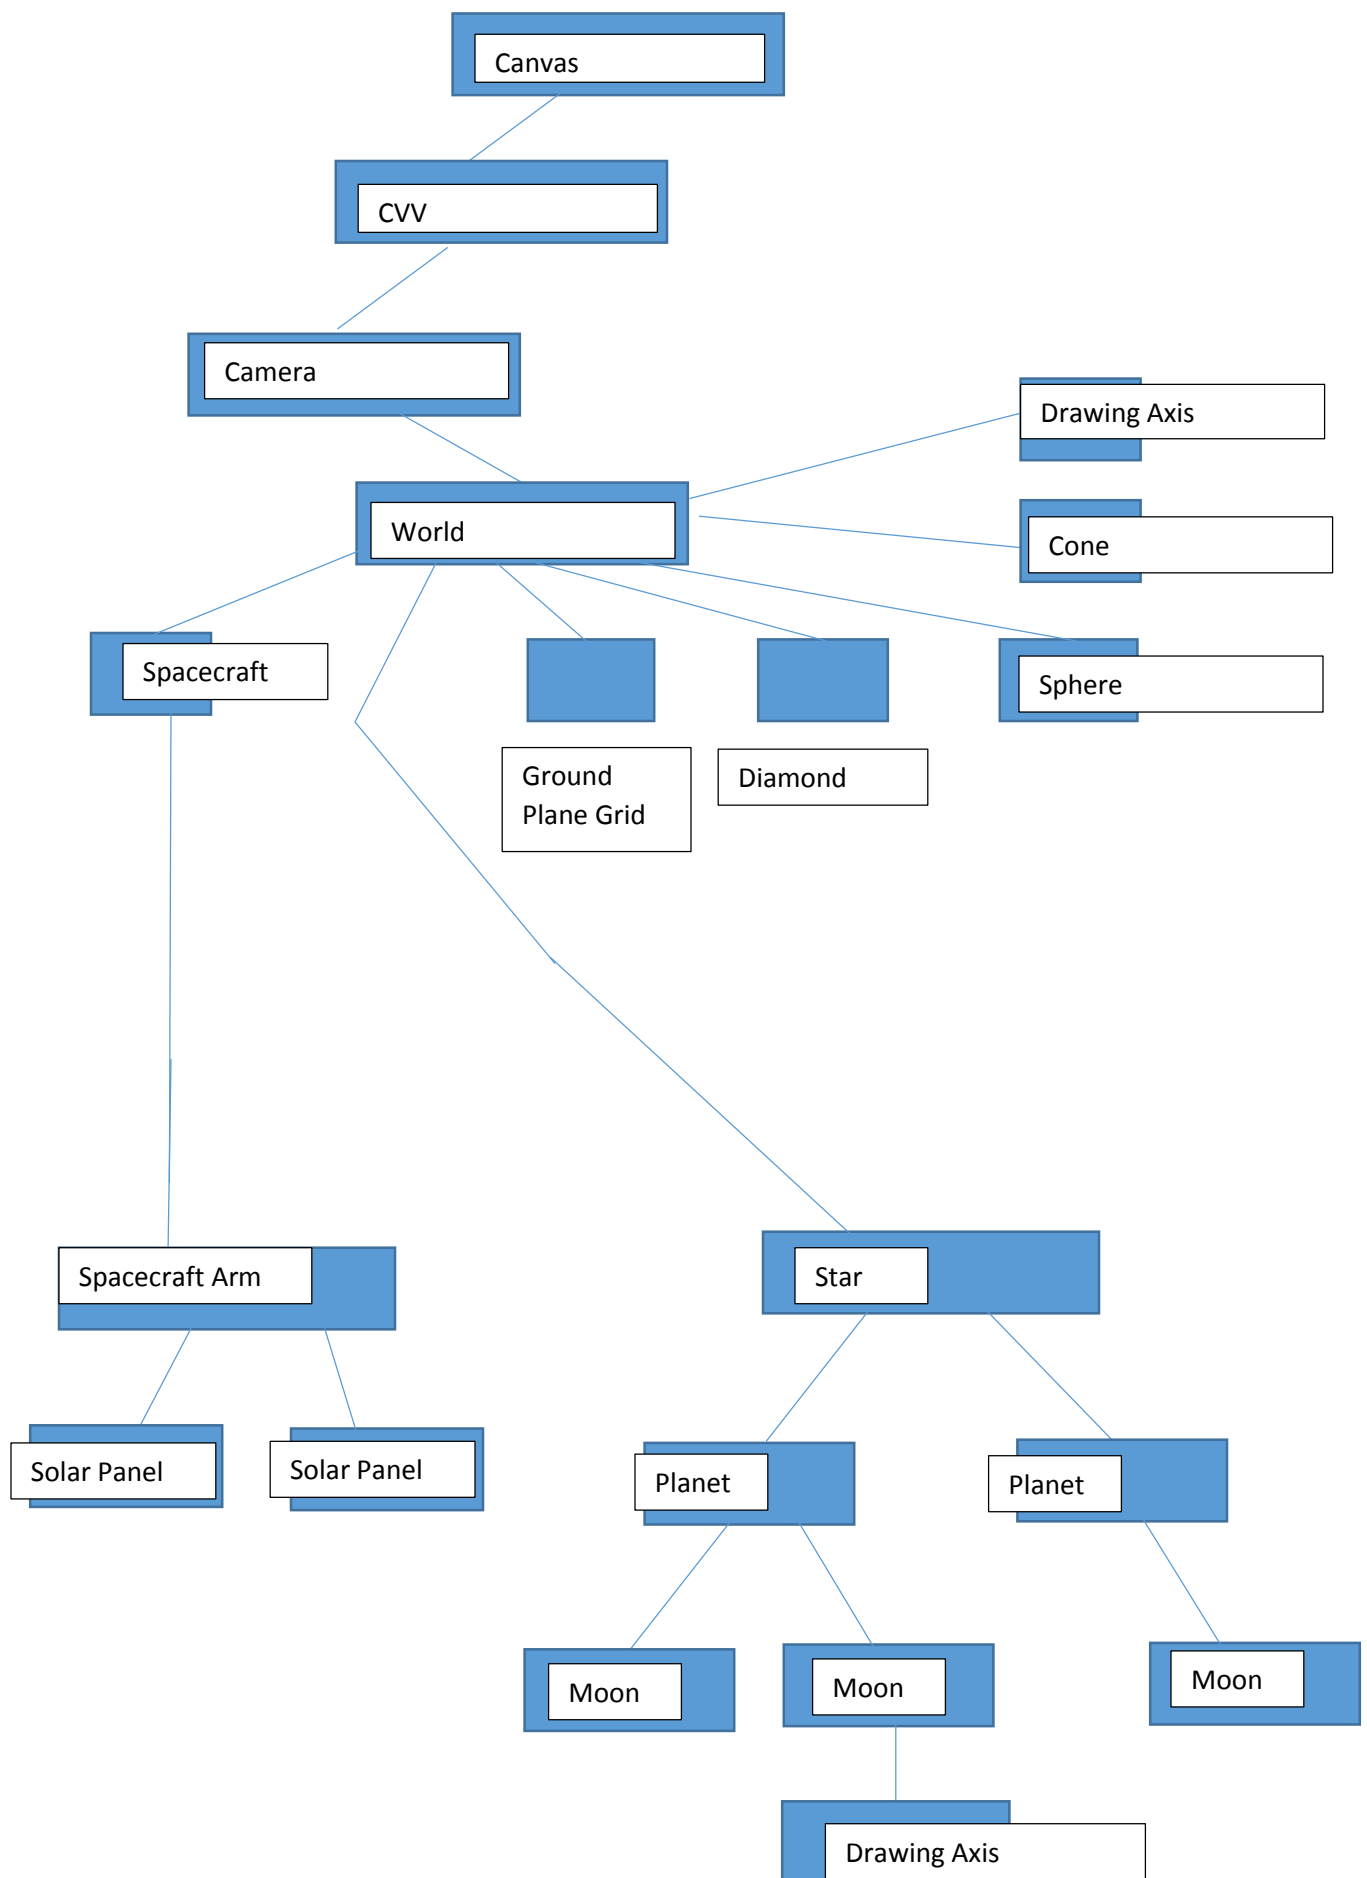 Canvas
CVV
Camera
Drawing Axis
World
Cone
Spacecraft
Sphere
Ground
Plane Grid
Diamond
Spacecraft Arm
Star
Solar Panel
Solar Panel
Planet
Planet
Moon
Moon
Moon
Drawing Axis